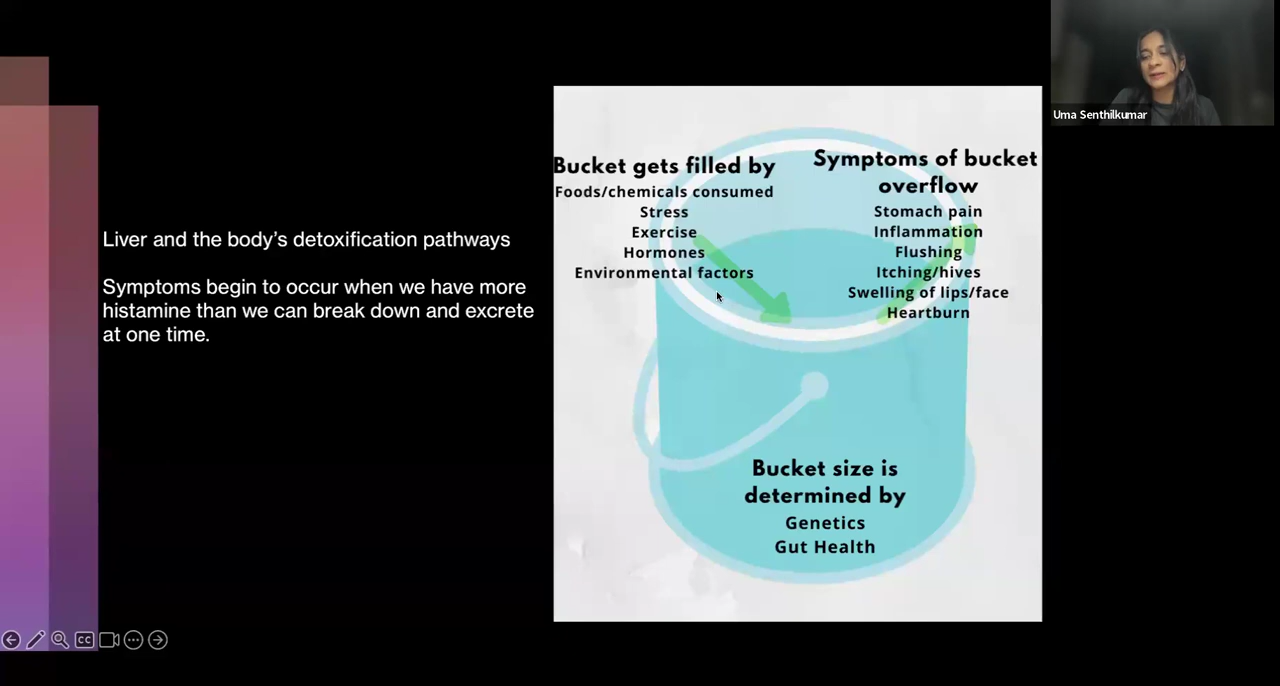 Liver and the body's detoxification pathways
Symptoms begin to occur when we have more
histamine than we can break down and excrete
at one time.
Bucket gets filled by
Foods/chemicals consumed
Stress
Exercise
Hormones
Environmental factors
Symptoms of bucket
overflow
Stomach pain
Inflammation
Flushing
Itching/hives
Swelling of lips/face
Heartburn
Bucket size is
determined by
Genetics
Gut Health
Uma Senthilkumar
CC